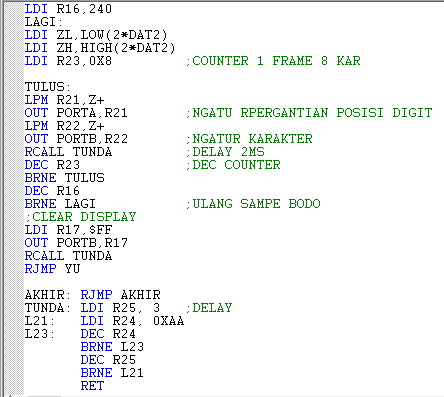 LDI R16,240
LAGI:
LDI ZL,LOW(2*DAT2)
LDI ZH,HIGH(2*DAT2)
LDI R23,0X8 ;COUNTER 1 FRAME 8 KAR
TULUS:
LPM R21,Z+
OUT PORTA,R21 ;NGATU RPERGANTIAN POSISI DIGIT
LPM R22,Z+
OUT PORTB,R22 ;NGATUR KARAKTER
RCALL TUNDA ;DELAY 2MS
DEC R23 ;DEC COUNTER
BRNE TULUS
DEC R16
BRNE LAGI ;ULANG SAMPE BODO
;CLEAR DISPLAY
LDI R17,$FF
OUT PORTB,R17
RCALL TUNDA
RJMP YU
AKHIR: RJMP AKHIR
TUNDA: LDI R25, 3 ;DELAY
L21: LDI R24, 0XAA
L23: DEC R24
BRNE L23
DEC R25
BRNE L21
RET